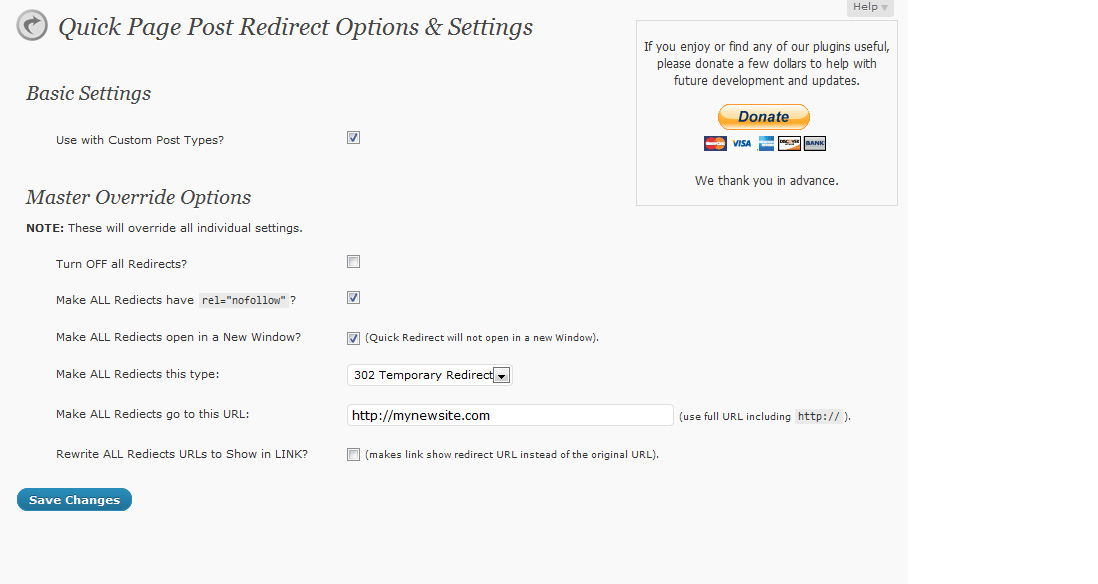 Help
Quick Page Post Redirect Options & Settings
If you enjoy or find any of our plugins useful,
please donate a few dollars to help with
future development and updates.
Donate
MasterCard VISA DISCOVER BANK
We thank you in advance.
Basic Settings
Use with Custom Post Types?
Master Override Options
NOTE: These will override all individual settings.
Turn OFF all Redirects?
Make ALL Rediects have rel="nofollow" ?
Make ALL Rediects open in a New Window? (Quick Redirect will not open in a new Window).
Make ALL Rediects this type: 302 Temporary Redirect
Make ALL Rediects go to this URL: http://mynewsite.com (use full URL including http:// ).
Rewrite ALL Rediects URLs to Show in LINK? (makes link show redirect URL instead of the original URL).
Save Changes